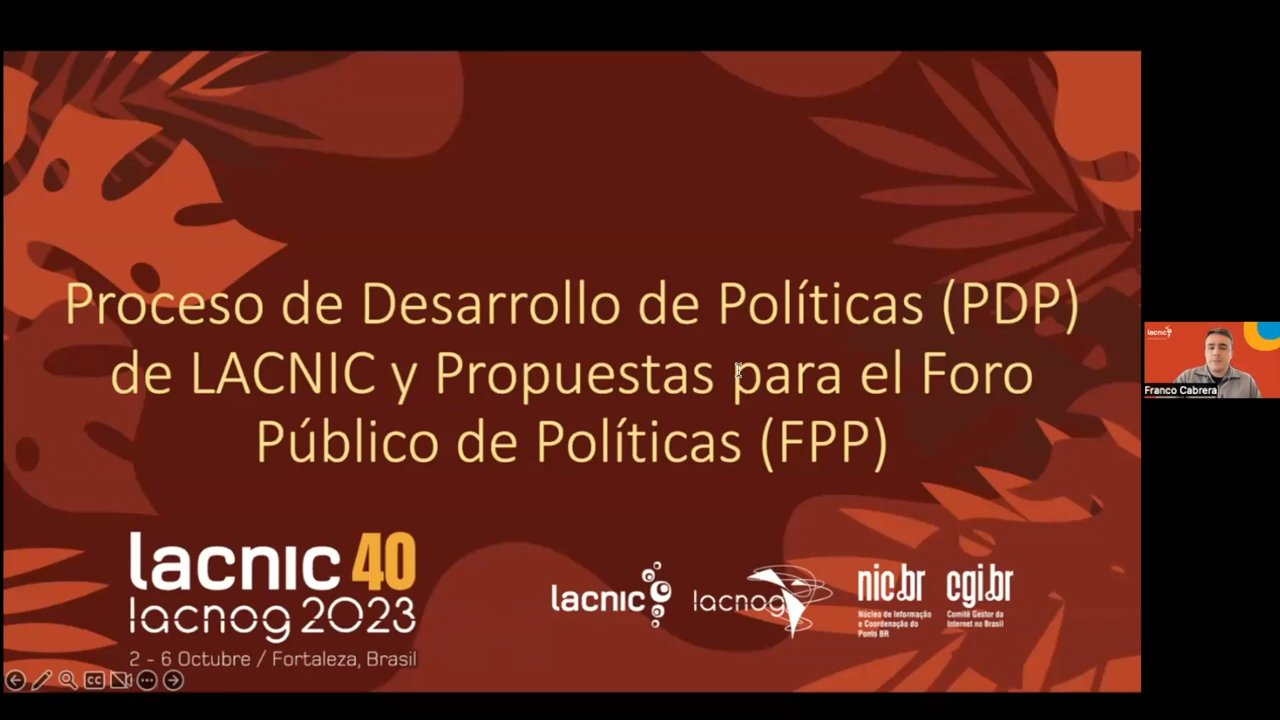 Proceso de Desarrollo de Políticas (PDP)
de LACNIC y Propuestas para el Foro
Público de Políticas (FPP)
lacnic 40
lacnog 2023
2 - 6 Octubre / Fortaleza, Brasil
lacnic
lacnog
nic.br
Núcleo de Informação
e Coordenação do
Ponto BR
cgi.br
Comitê Gestor da
Internet no Brasil
CC
lacnic
Franco Cabrera